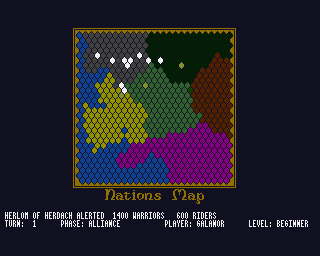 Nations Map
HERLOM OF HERDACH ALERTED 1400 WARRIORS 600 RIDERS
TURN: 1 PHASE: ALLIANCE PLAYER: GALANOR LEVEL: BEGINNER